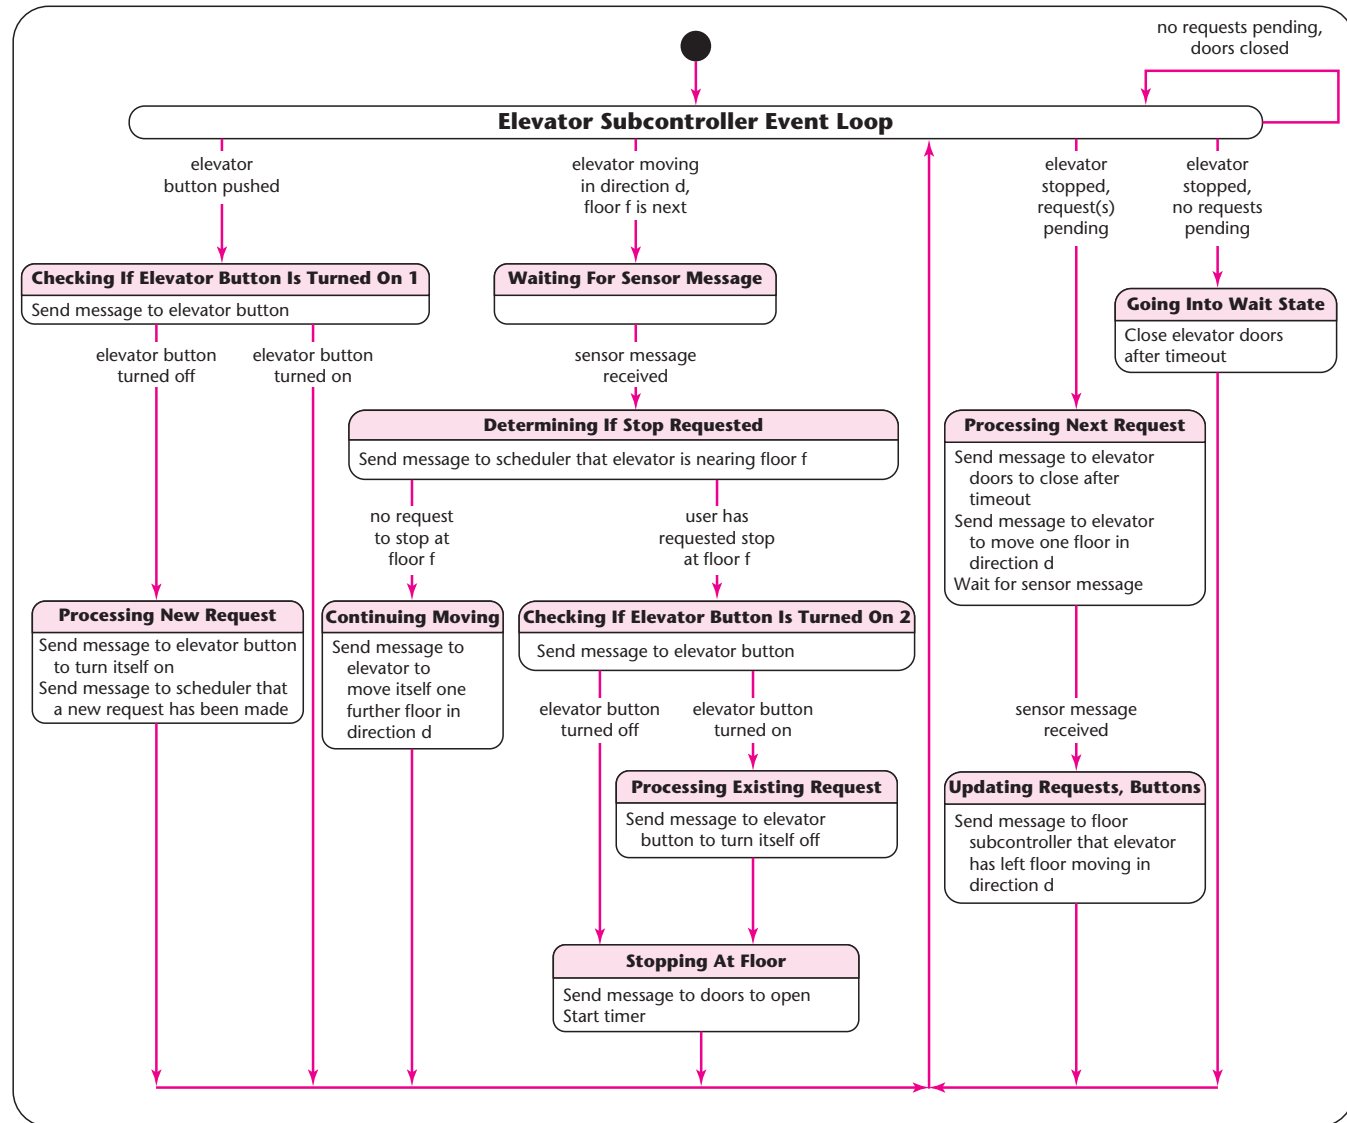 no requests pending,
doors closed
Elevator Subcontroller Event Loop
elevator
button pushed
elevator moving
in direction d,
floor f is next
elevator
stopped,
request(s)
pending
elevator
stopped,
no requests
pending
Checking If Elevator Button Is Turned On 1
Send message to elevator button
Waiting For Sensor Message
Going Into Wait State
Close elevator doors
after timeout
elevator button
turned off
elevator button
turned on
sensor message
received
Determining If Stop Requested
Send message to scheduler that elevator is nearing floor f
Processing Next Request
Send message to elevator
doors to close after
timeout
Send message to elevator
to move one floor in
direction d
Wait for sensor message
no request
to stop at
floor f
user has
requested stop
at floor f
Processing New Request
Send message to elevator button
to turn itself on
Send message to scheduler that
a new request has been made
Continuing Moving
Send message to
elevator to
move itself one
further floor in
direction d
Checking If Elevator Button Is Turned On 2
Send message to elevator button
elevator button
turned off
elevator button
turned on
sensor message
received
Processing Existing Request
Send message to elevator
button to turn itself off
Updating Requests, Buttons
Send message to floor
subcontroller that elevator
has left floor moving in
direction d
Stopping At Floor
Send message to doors to open
Start timer